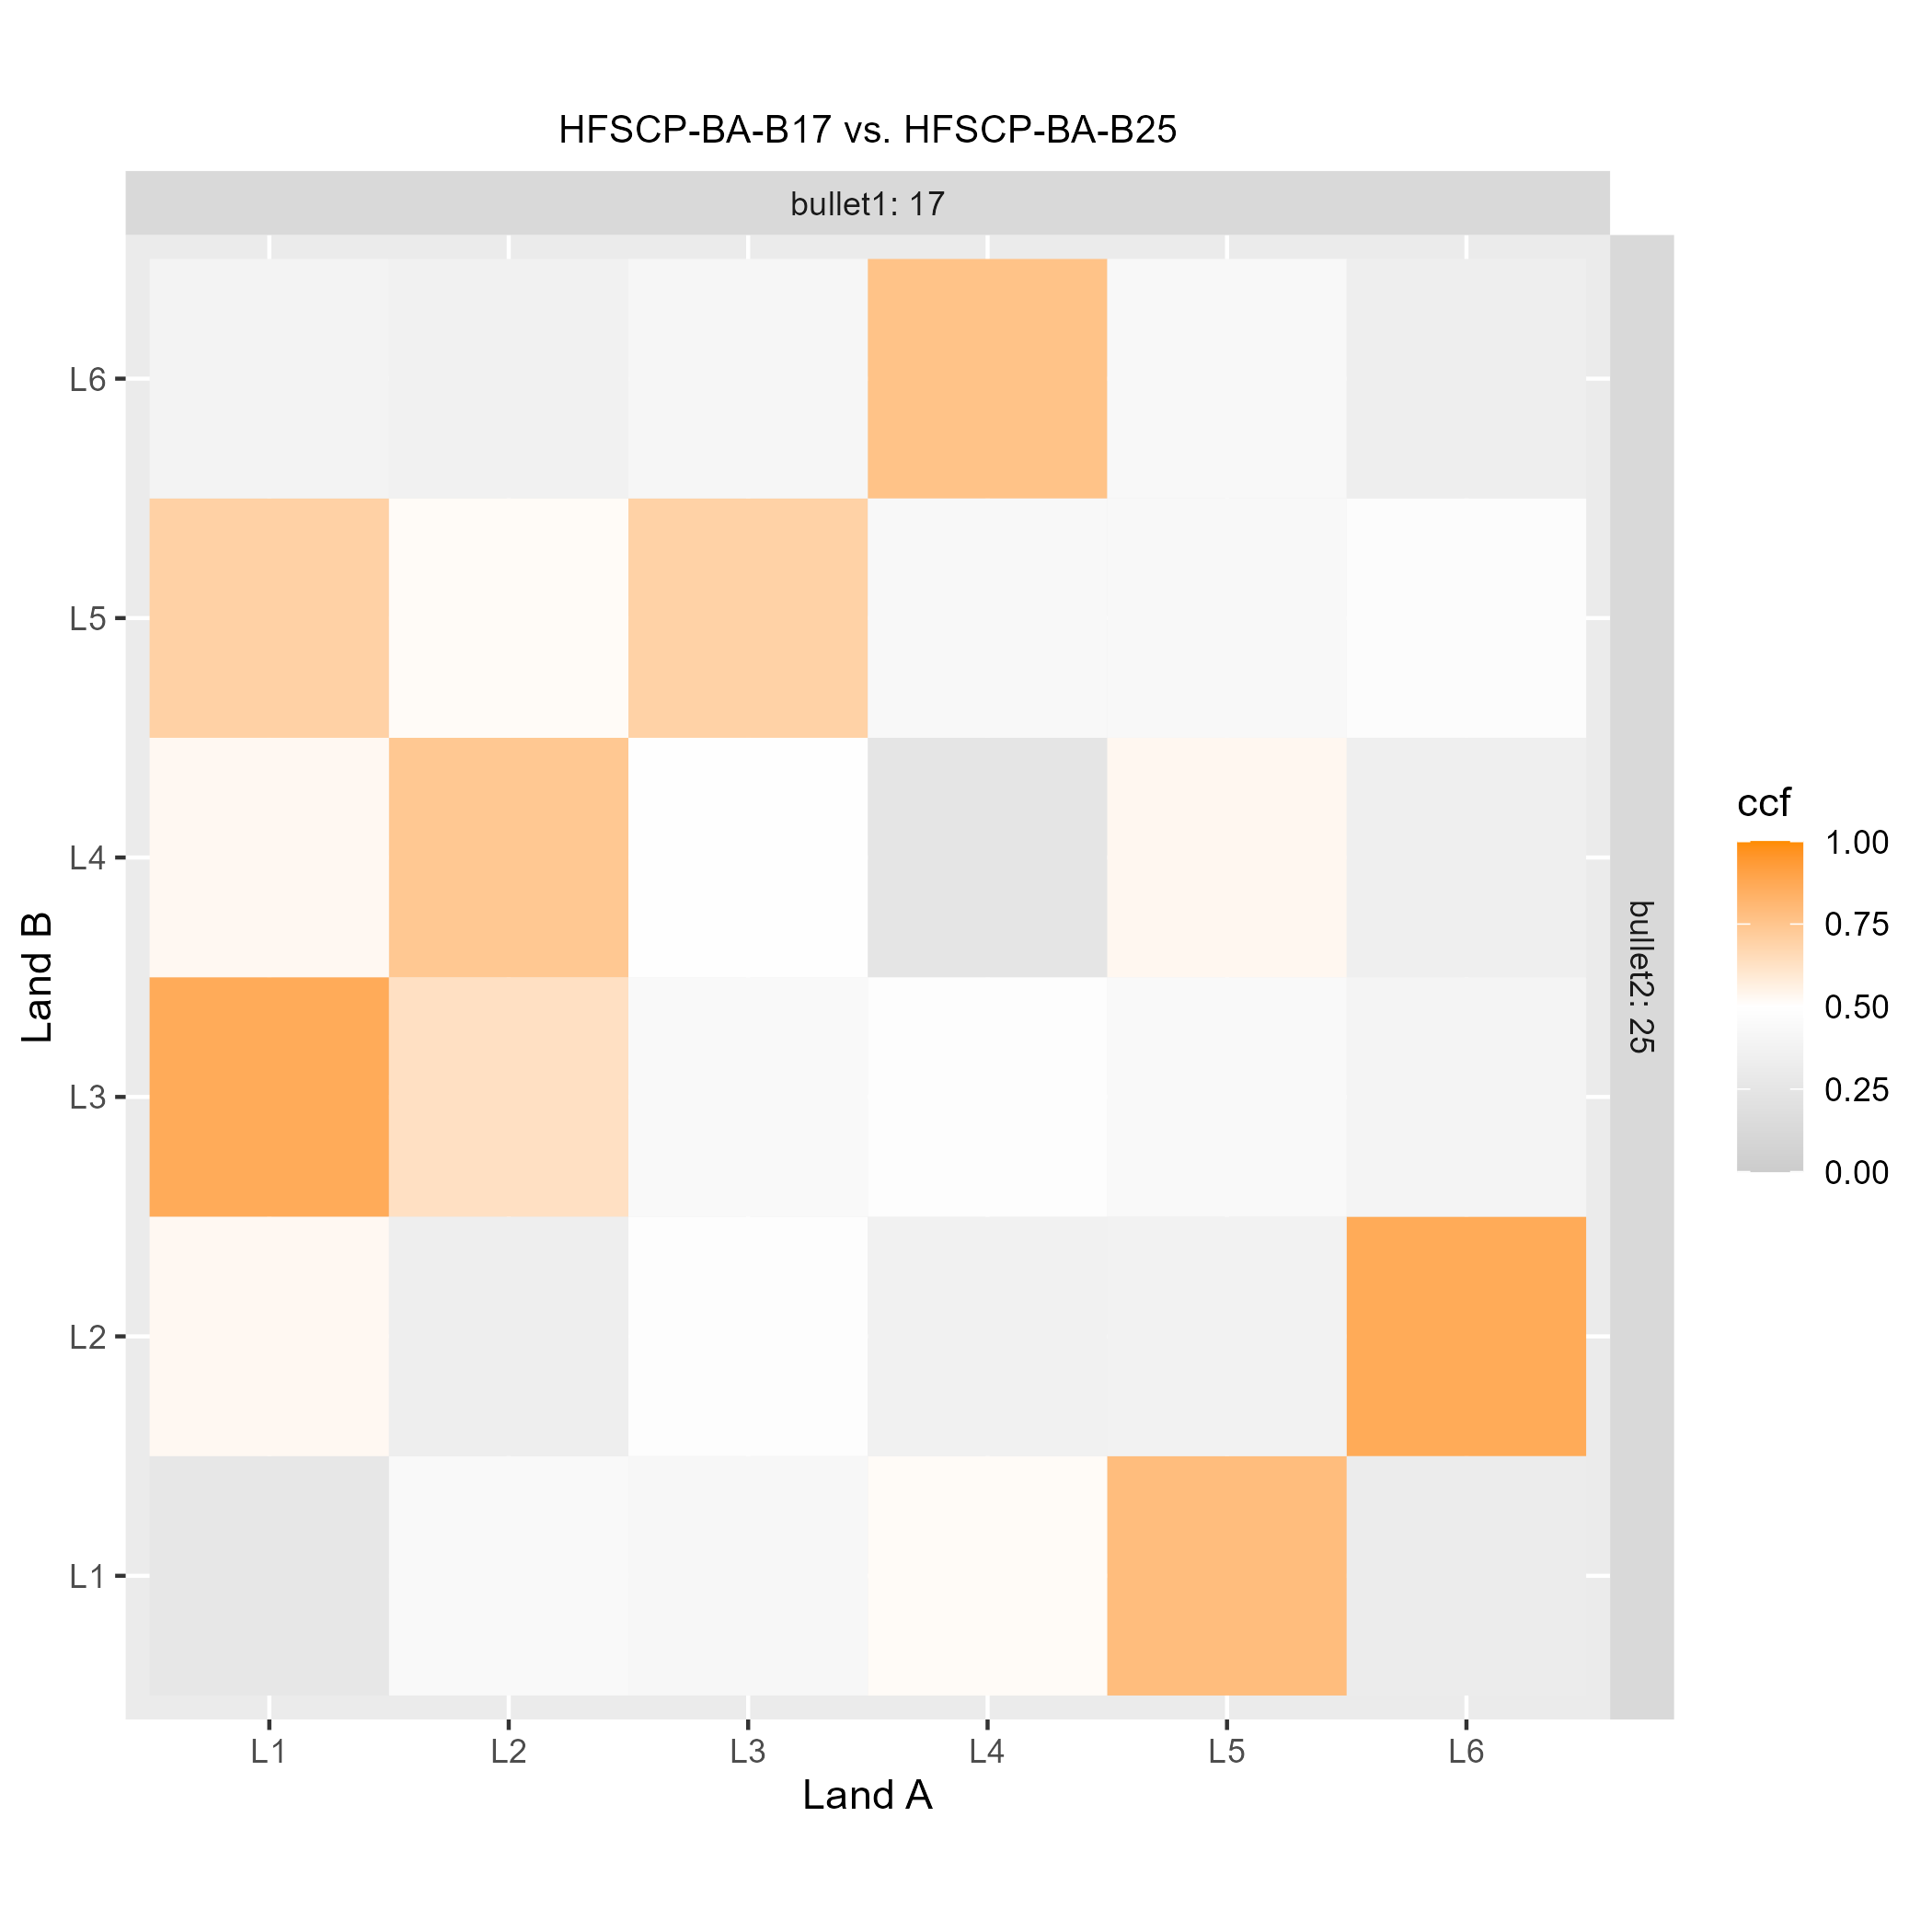 HFSCP-BA-B17 vs. HFSCP-BA-B25
bullet1: 17
L6
L5
L4
L3
L2
L1
Land B
bullet2: 25
ccf
1.00
0.75
0.50
0.25
0.00
L1 L2 L3 L4 L5 L6
Land A